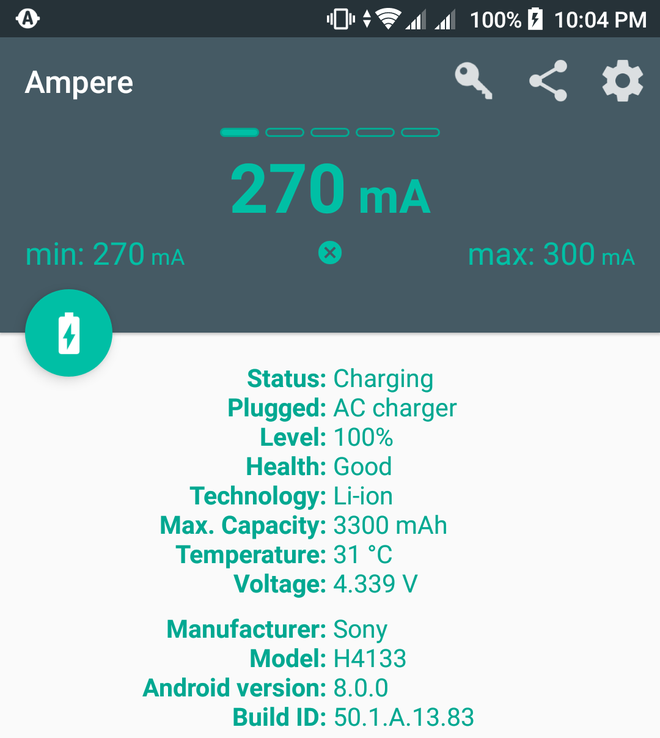 A 100% 10:04 PM
Ampere
270 mA
min: 270 mA max: 300 mA
Status: Charging
Plugged: AC charger
Level: 100%
Health: Good
Technology: Li-ion
Max. Capacity: 3300 mAh
Temperature: 31 °C
Voltage: 4.339 V
Manufacturer: Sony
Model: H4133
Android version: 8.0.0
Build ID: 50.1.A.13.83